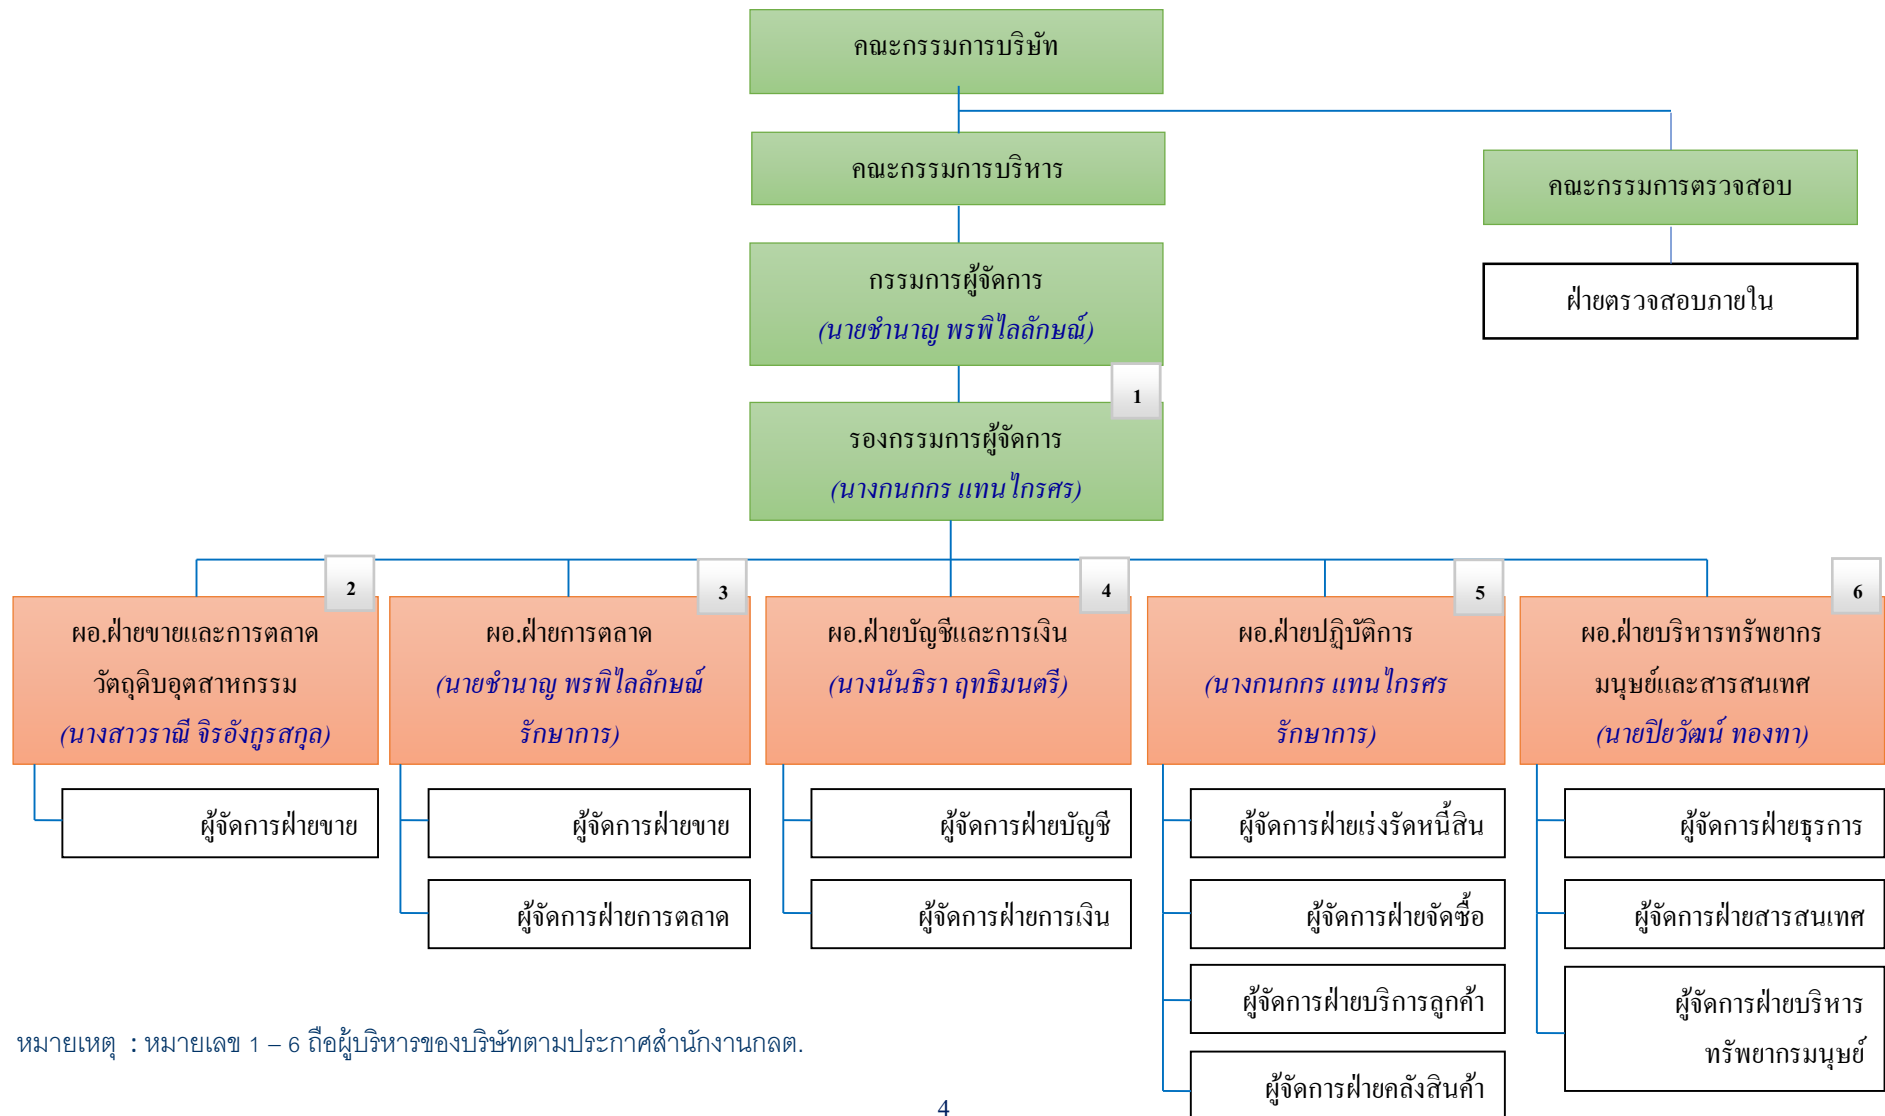 คณะกรรมการบริษัท
คณะกรรมการบริหาร
คณะกรรมการตรวจสอบ
กรรมการผู้จัดการ
(นายชำนาญ พรพิไลลักษณ์)
ฝ่ายตรวจสอบภายใน
1
รองกรรมการผู้จัดการ
(นางกนกกร แทนไกรศร)
2
ผอ.ฝ่ายขายและการตลาด
วัตถุดิบอุตสาหกรรม
(นางสาวราณี จิรอังกูรสกุล)
ผู้จัดการฝ่ายขาย
3
ผอ.ฝ่ายการตลาด
(นายชำนาญ พรพิไลลักษณ์
รักษาการ)
ผู้จัดการฝ่ายขาย
ผู้จัดการฝ่ายการตลาด
4
ผอ.ฝ่ายบัญชีและการเงิน
(นางนันธิรา ฤทธิมนตรี)
ผู้จัดการฝ่ายบัญชี
ผู้จัดการฝ่ายการเงิน
5
ผอ.ฝ่ายปฏิบัติการ
(นางกนกกร แทนไกรศร
รักษาการ)
ผู้จัดการฝ่ายเร่งรัดหนี้สิน
ผู้จัดการฝ่ายจัดซื้อ
ผู้จัดการฝ่ายบริการลูกค้า
ผู้จัดการฝ่ายคลังสินค้า
6
ผอ.ฝ่ายบริหารทรัพยากร
มนุษย์และสารสนเทศ
(นายปิยวัฒน์ ทองทา)
ผู้จัดการฝ่ายธุรการ
ผู้จัดการฝ่ายสารสนเทศ
ผู้จัดการฝ่ายบริหาร
ทรัพยากรมนุษย์
หมายเหตุ : หมายเลข 1 – 6 ถือผู้บริหารของบริษัทตามประกาศสำนักงานกลต.
4